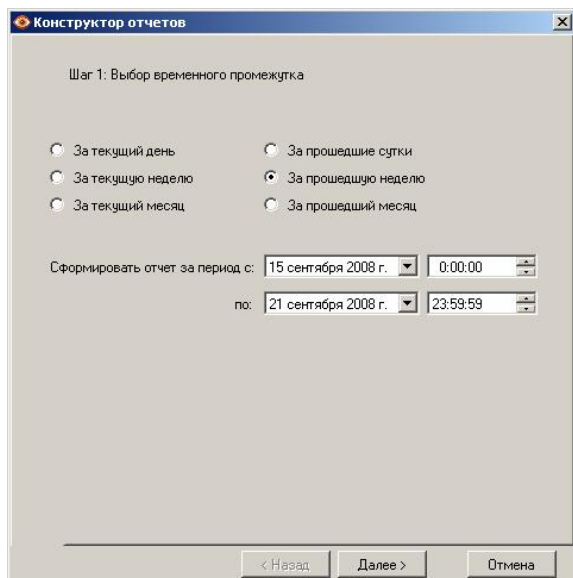 Конструктор отчетов
Шаг 1: Выбор временного промежутка
За текущий день За прошедшие сутки
За текущую неделю За прошедшую неделю
За текущий месяц За прошедший месяц
Сформировать отчет за период с: 15 сентября 2008 г. 0:00:00
по: 21 сентября 2008 г. 23:59:59
< Назад Далее > Отмена